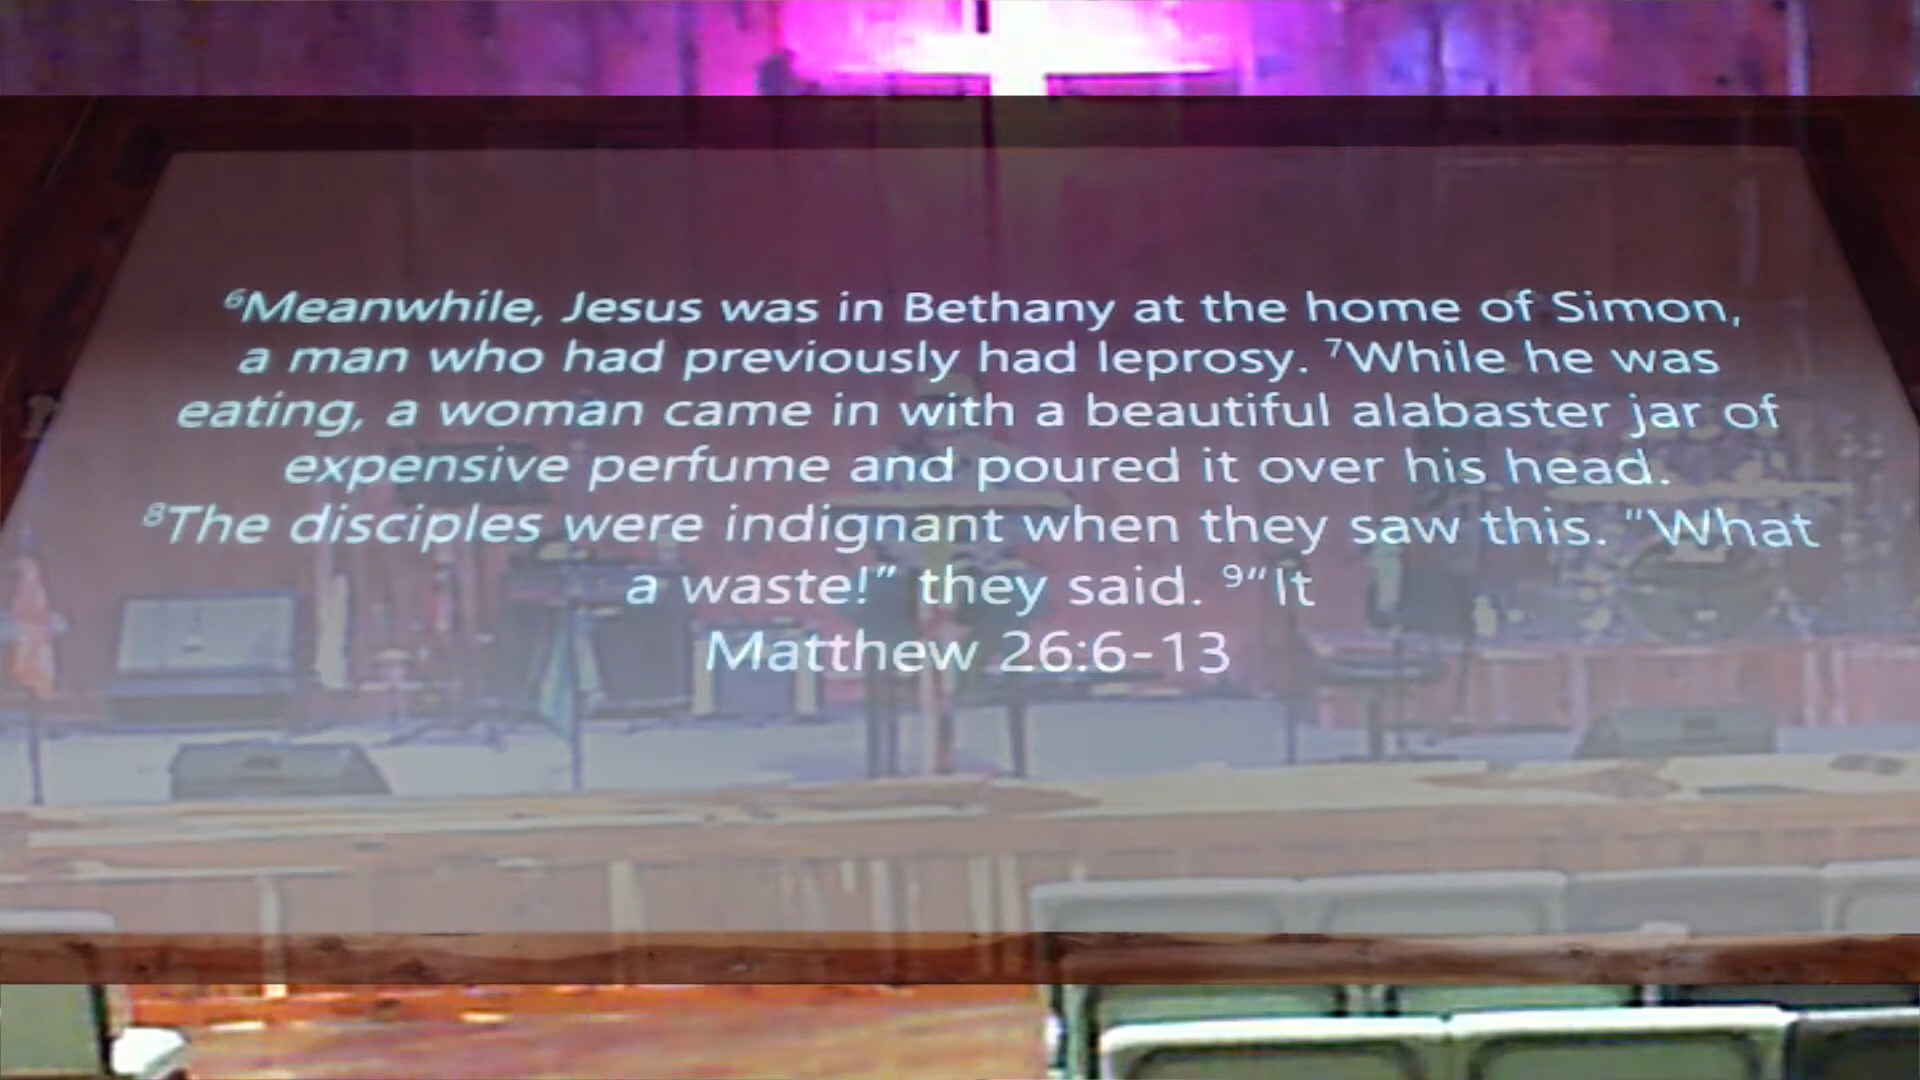 ⁶Meanwhile, Jesus was in Bethany at the home of Simon,
a man who had previously had leprosy. ⁷While he was
eating, a woman came in with a beautiful alabaster jar of
expensive perfume and poured it over his head.
⁸The disciples were indignant when they saw this. "What
a waste!” they said. ⁹“It
Matthew 26:6-13